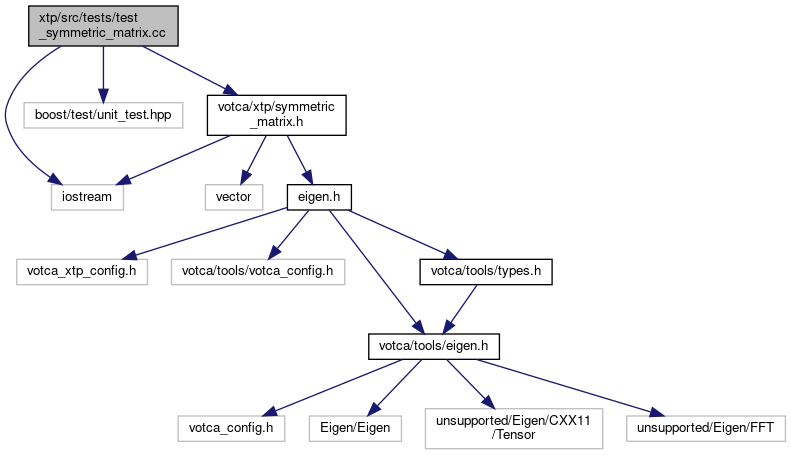 xtp/src/tests/test
_symmetric_matrix.cc
boost/test/unit_test.hpp
votca/xtp/symmetric
_matrix.h
iostream
vector
eigen.h
votca_xtp_config.h
votca/tools/votca_config.h
votca/tools/types.h
votca/tools/eigen.h
votca_config.h
Eigen/Eigen
unsupported/Eigen/CXX11
/Tensor
unsupported/Eigen/FFT